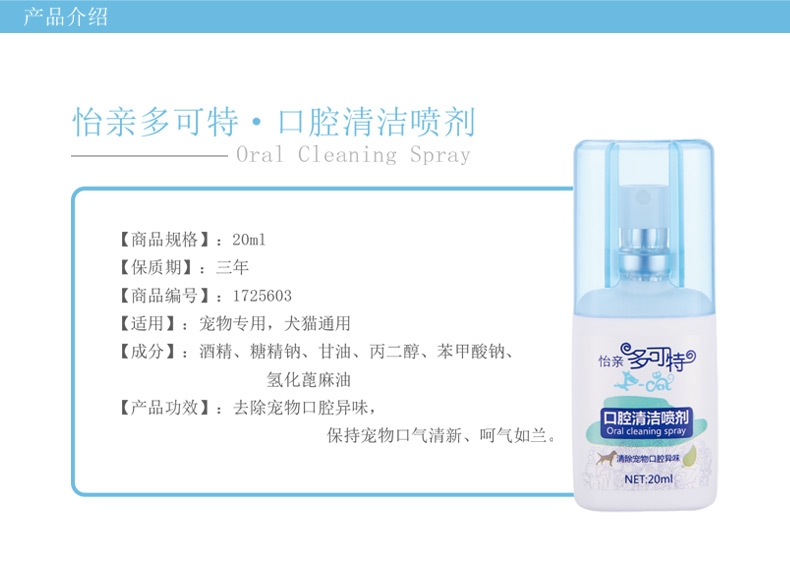 产品介绍
怡亲多可特·口腔清洁喷剂
Oral Cleaning Spray
【商品规格】：20ml
【保质期】：三年
【商品编号】：1725603
【适用】：宠物专用，犬猫通用
【成分】：酒精、糖精钠、甘油、丙二醇、苯甲酸钠、
氢化蓖麻油
【产品功效】：去除宠物口腔异味，
保持宠物口气清新、呵气如兰。
怡亲多可特
D-cat
口腔清洁喷剂
Oral cleaning spray
清除宠物口腔异味
NET:20ml